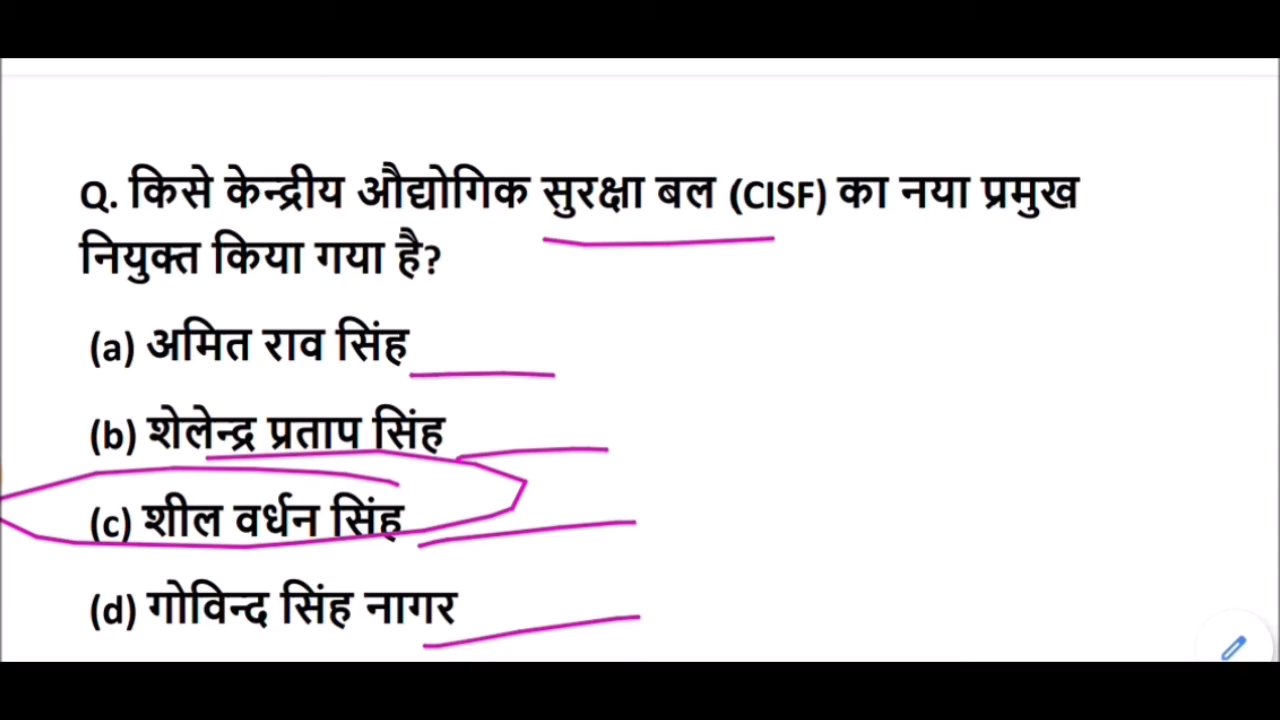 Q. किसे केन्द्रीय औद्योगिक सुरक्षा बल (CISF) का नया प्रमुख
नियुक्त किया गया है?
(a) अमित राव सिंह
(b) शेलेन्द्र प्रताप सिंह
(c) शील वर्धन सिंह
(d) गोविन्द सिंह नागर